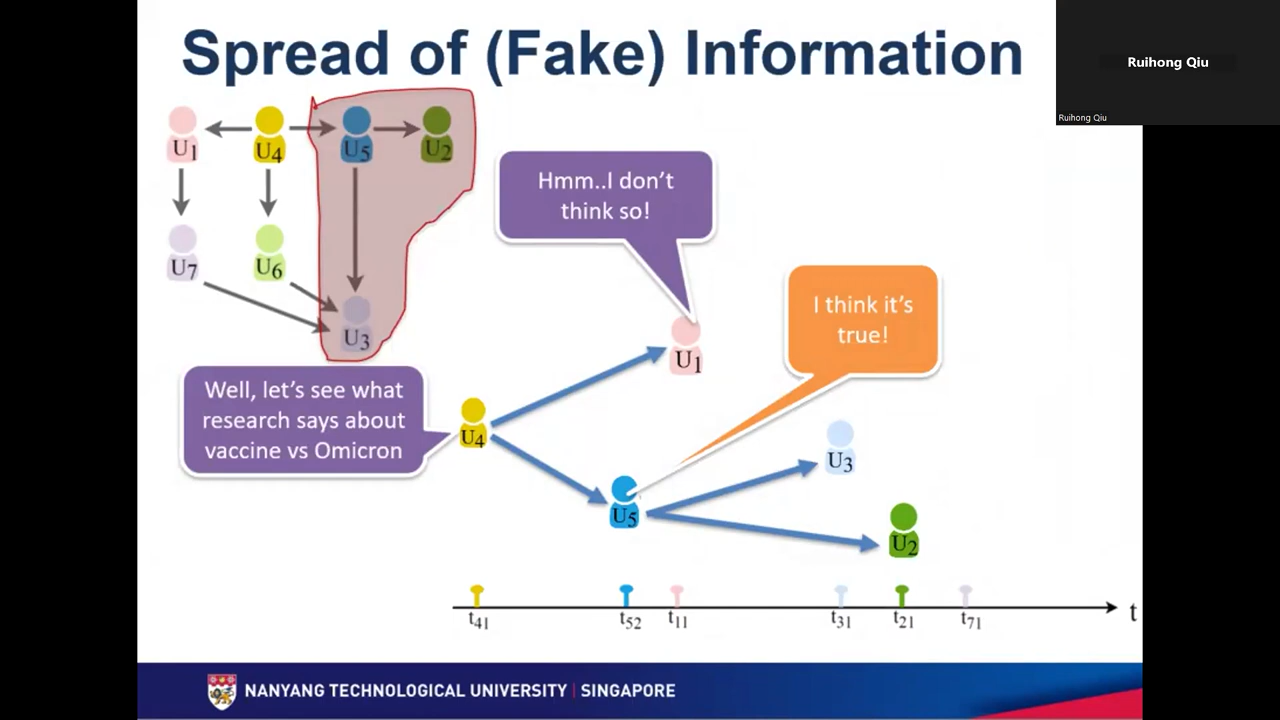 Spread of (Fake) Information
Ruihong Qiu
Ruihong Qiu
U1
U4
U5
U2
U7
U6
U3
Hmm..I don't
think so!
I think it's
true!
Well, let's see what
research says about
vaccine vs Omicron
U1
U4
U3
U5
U2
t41
t52
t11
t31
t21
t71
t
NANYANG TECHNOLOGICAL UNIVERSITY | SINGAPORE